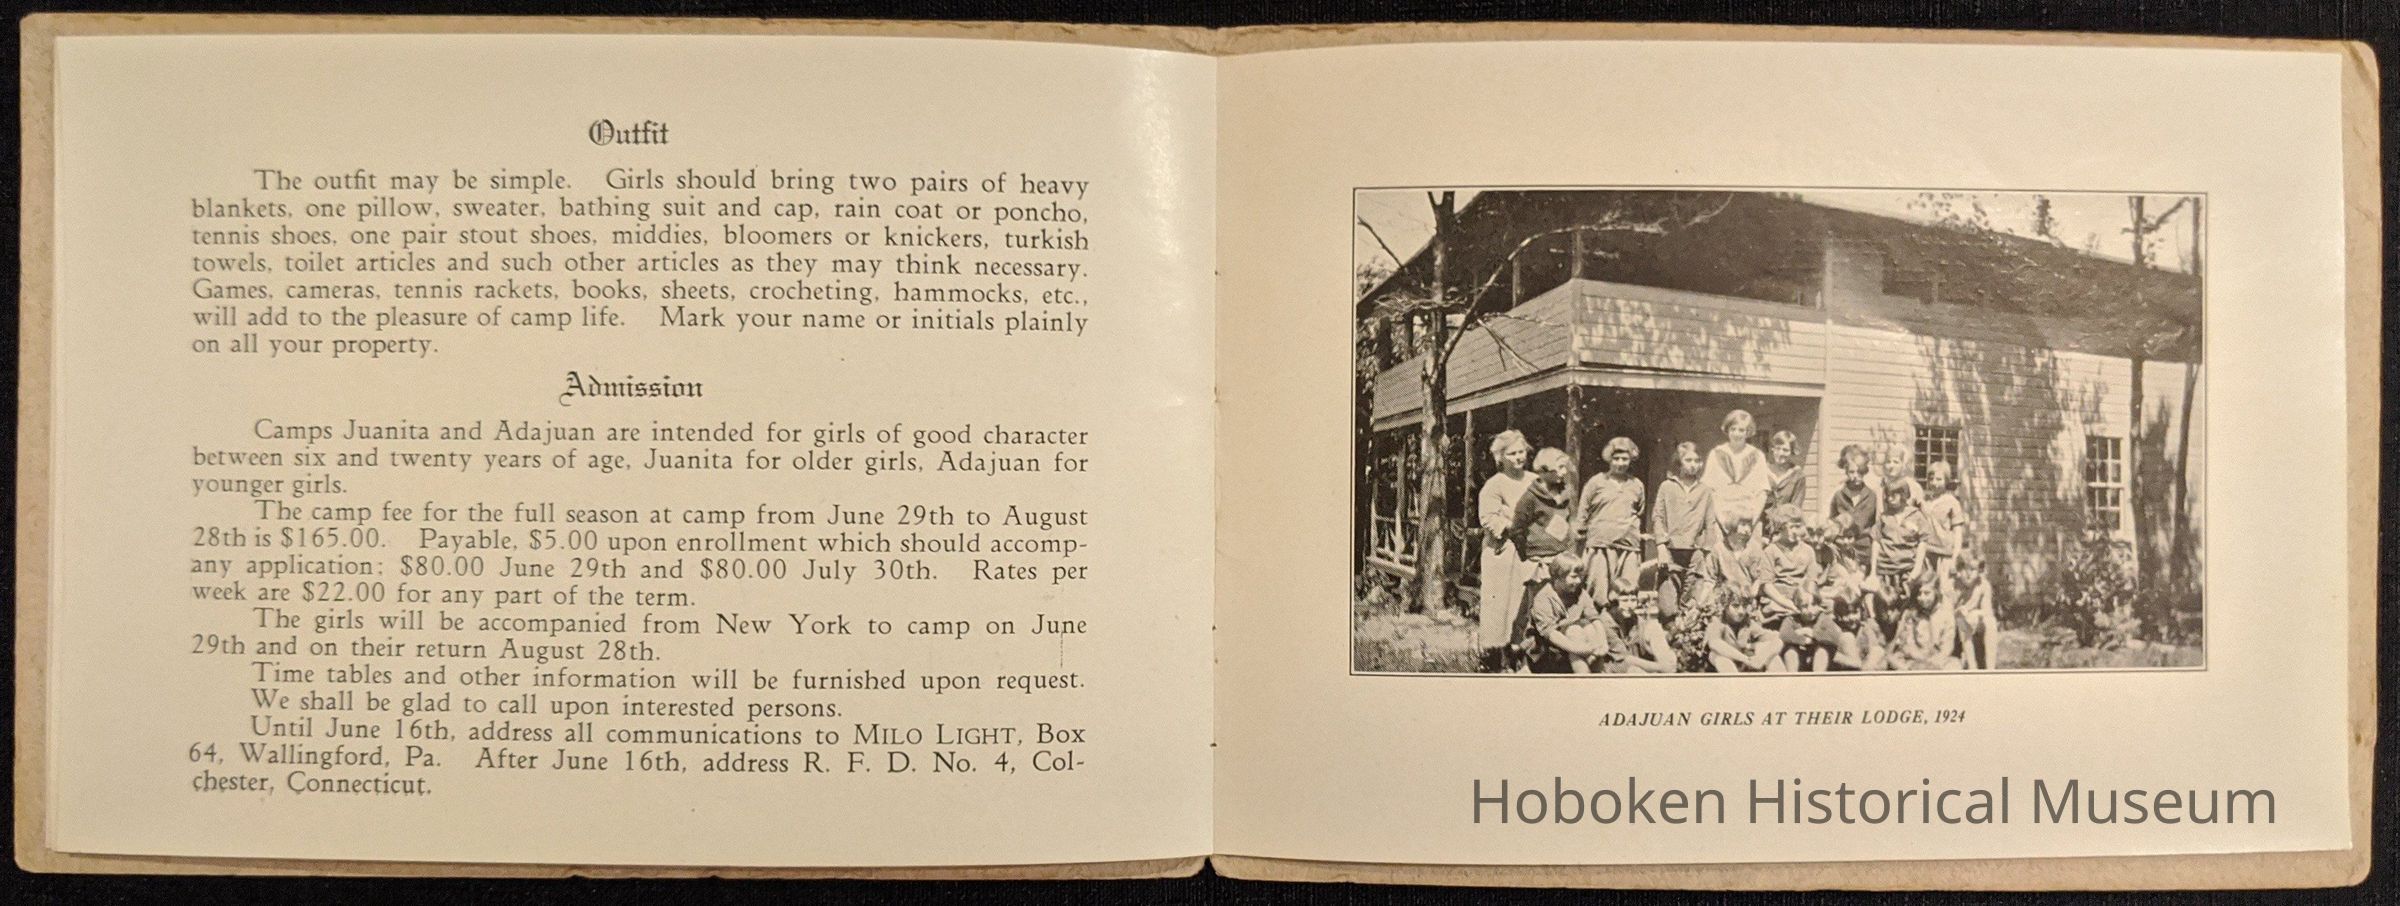 Outfit
The outfit may be simple. Girls should bring two pairs of heavy
blankets, one pillow, sweater, bathing suit and cap, rain coat or poncho,
tennis shoes, one pair stout shoes, middies, bloomers or knickers, turkish
towels, toilet articles and such other articles as they may think necessary.
Games, cameras, tennis rackets, books, sheets, crocheting, hammocks, etc.,
will add to the pleasure of camp life. Mark your name or initials plainly
on all your property.
Admission
Camps Juanita and Adajuan are intended for girls of good character
between six and twenty years of age, Juanita for older girls, Adajuan for
younger girls.
The camp fee for the full season at camp from June 29th to August
28th is $165.00. Payable, $5.00 upon enrollment which should accomp-
any application; $80.00 June 29th and $80.00 July 30th. Rates per
week are $22.00 for any part of the term.
The girls will be accompanied from New York to camp on June
29th and on their return August 28th.
Time tables and other information will be furnished upon request.
We shall be glad to call upon interested persons.
Until June 16th, address all communications to MILO LIGHT, Box
64, Wallingford, Pa. After June 16th, address R. F. D. No. 4, Col-
chester, Connecticut.
ADAJUAN GIRLS AT THEIR LODGE, 1924
Hoboken Historical Museum